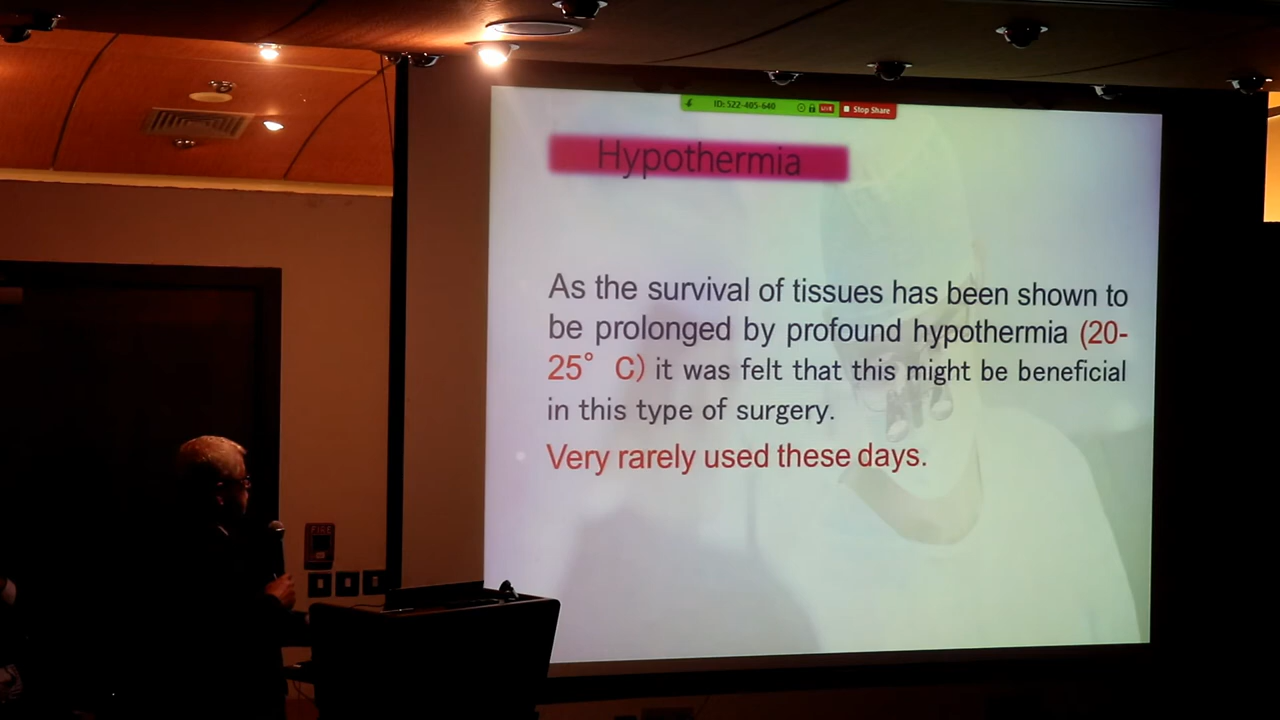 ID: 522-405-640 LIVE Stop Share
Hypothermia
As the survival of tissues has been shown to
be prolonged by profound hypothermia (20-
25° C) it was felt that this might be beneficial
in this type of surgery.
Very rarely used these days.
FIRE